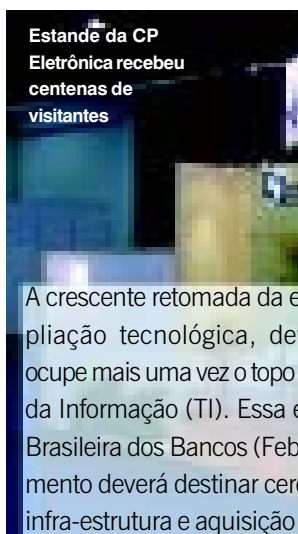 Estande da CP
Eletrônica recebeu
centenas de
visitantes
A crescente retomada da e
pliação tecnológica, de
ocupe mais uma vez o topo
da Informação (TI). Essa e
Brasileira dos Bancos (Feb
mento deverá destinar cer
infra-estrutura e aquisição